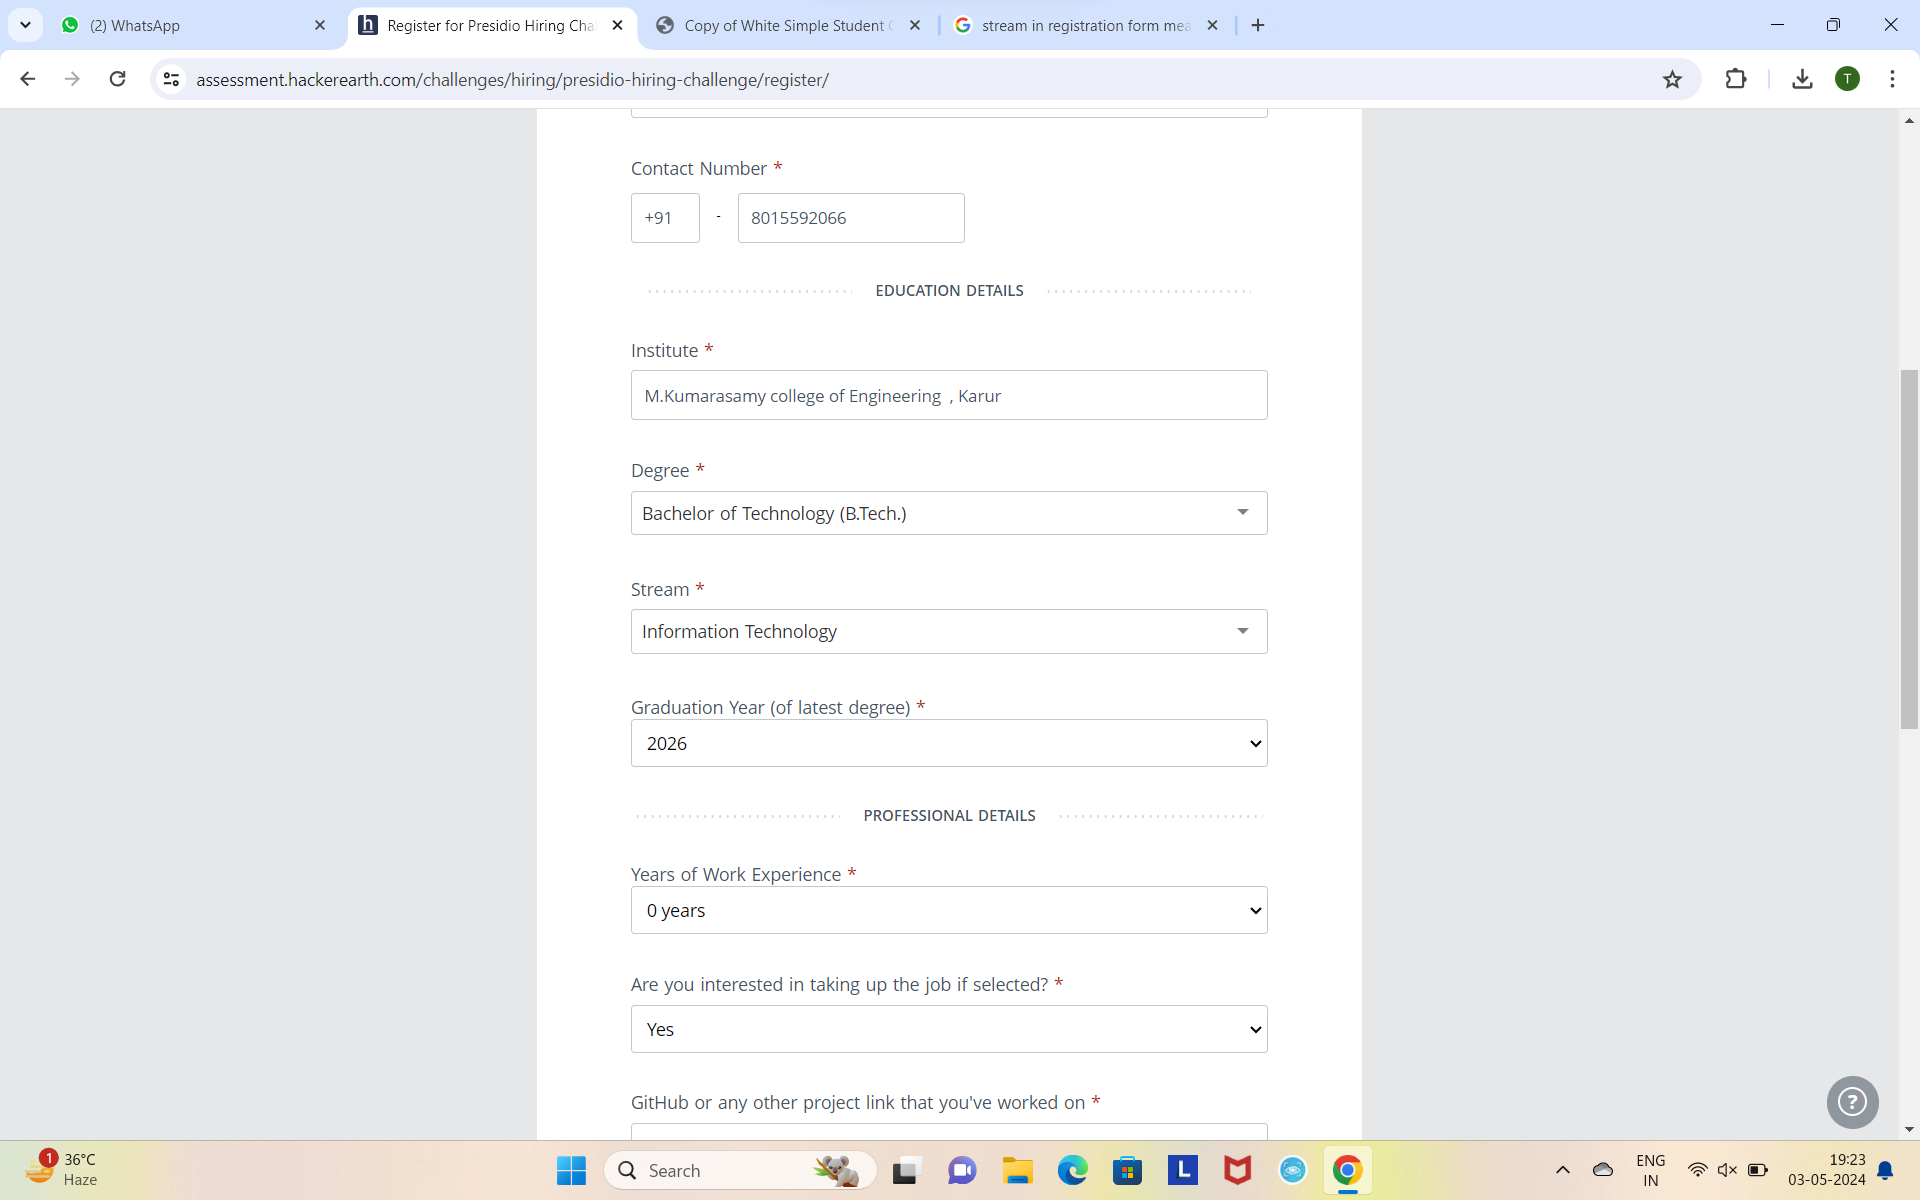 (2) WhatsApp
Register for Presidio Hiring Cha
Copy of White Simple Student
stream in registration form mea
assessment.hackerearth.com/challenges/hiring/presidio-hiring-challenge/register/
T
Contact Number *
+91 - 8015592066
EDUCATION DETAILS
Institute *
M.Kumarasamy college of Engineering , Karur
Degree *
Bachelor of Technology (B.Tech.)
Stream *
Information Technology
Graduation Year (of latest degree) *
2026
PROFESSIONAL DETAILS
Years of Work Experience *
0 years
Are you interested in taking up the job if selected? *
Yes
GitHub or any other project link that you've worked on *
?
1
36°C
Haze
Search
L
ENG
IN
19:23
03-05-2024